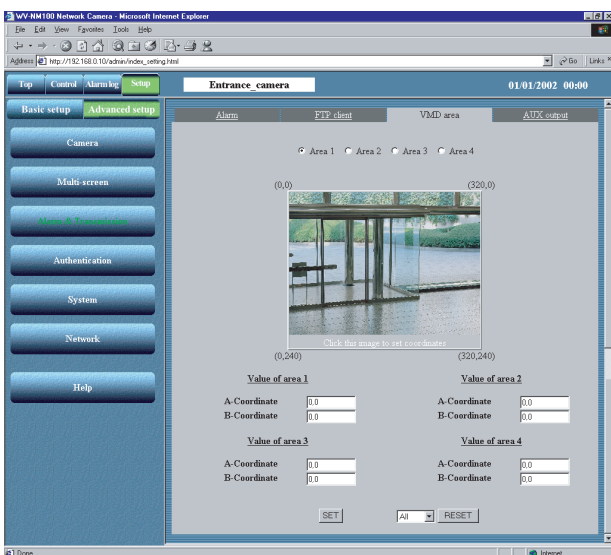 WV-NM100 Network Camera - Microsoft Internet Explorer
File Edit View Favorites Tools Help
Address http://192.168.0.10/admin/index_setting.html Go Links
Top Control Alarm log Setup Entrance_camera 01/01/2002 00:00
Basic setup Advanced setup
Alarm FTP client VMD area AUX output
Camera
Area 1 Area 2 Area 3 Area 4
Multi-screen
(0,0) (320,0)
Authentication
System
Network
Click this image to set coordinates
(0,240) (320,240)
Help
Value of area 1 Value of area 2
A-Coordinate 0,0 A-Coordinate 0,0
B-Coordinate 0,0 B-Coordinate 0,0
Value of area 3 Value of area 4
A-Coordinate 0,0 A-Coordinate 0,0
B-Coordinate 0,0 B-Coordinate 0,0
SET All RESET
Done Internet